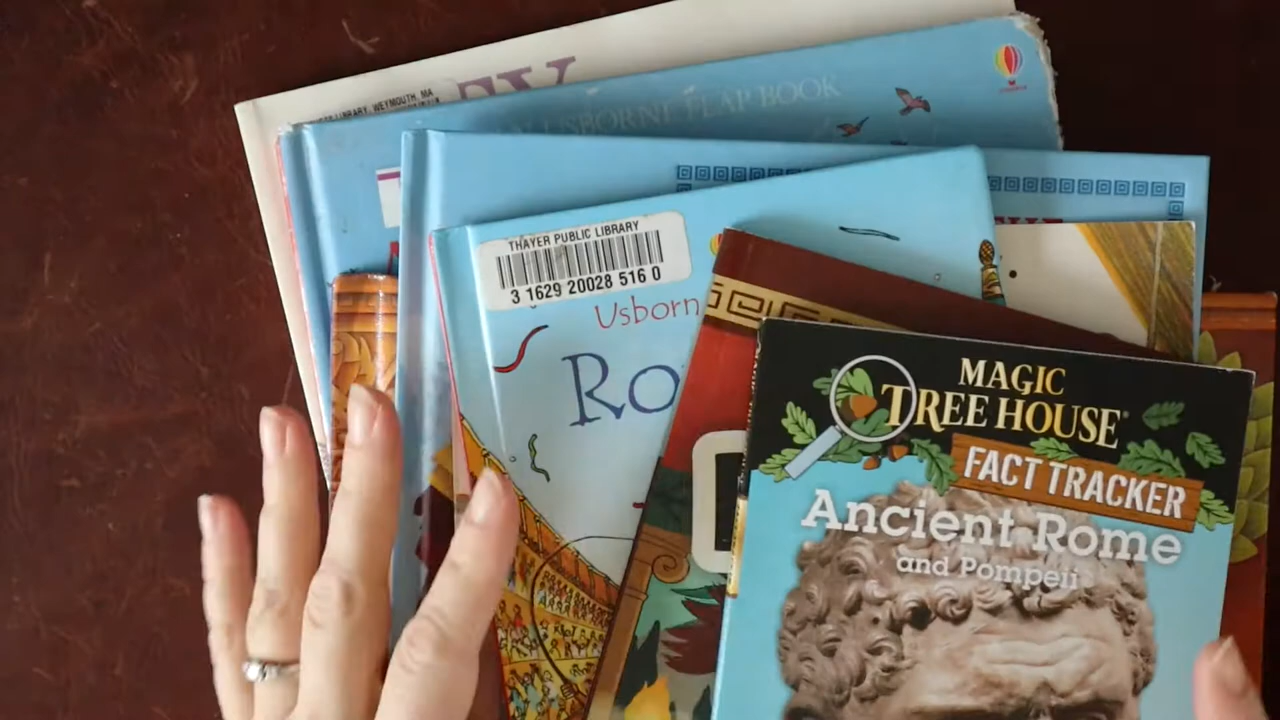 EY
LIBRARY, WEYMOUTH, MA
USBORNE FLAP BOOK
THAYER PUBLIC LIBRARY
3 1629 20028 516 0
Usborn
Ro
MAGIC
TREE HOUSE®
FACT TRACKER
Ancient Rome
and Pompeii